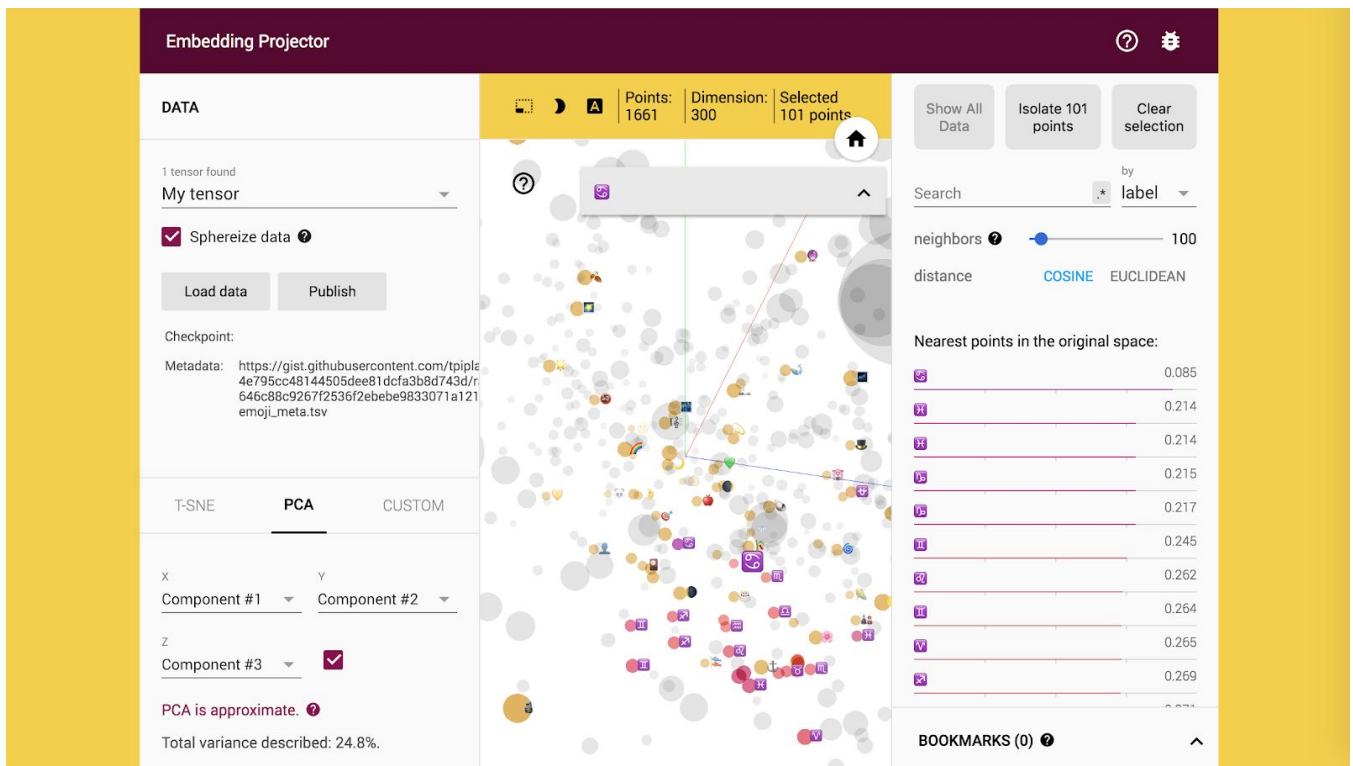 Embedding Projector
DATA
1 tensor found
My tensor
Sphereize data
Load data
Publish
Checkpoint:
Metadata:
https://gist.githubusercontent.com/tpipla
4e795cc48144505dee81dcfa3b8d743d/r
646c88c9267f2536f2ebebe9833071a121
emoji_meta.tsv
T-SNE
PCA
CUSTOM
X
Component #1
Y
Component #2
Z
Component #3
PCA is approximate.
Total variance described: 24.8%.
A
Points:
1661
Dimension:
300
Selected
101 points
♋
Show All
Data
Isolate 101
points
Clear
selection
Search
.*
by
label
neighbors
100
distance
COSINE
EUCLIDEAN
Nearest points in the original space:
♋ 0.085
♓ 0.214
♓ 0.214
♑ 0.215
♑ 0.217
♊ 0.245
♌ 0.262
♊ 0.264
♈ 0.265
♐ 0.269
BOOKMARKS (0)